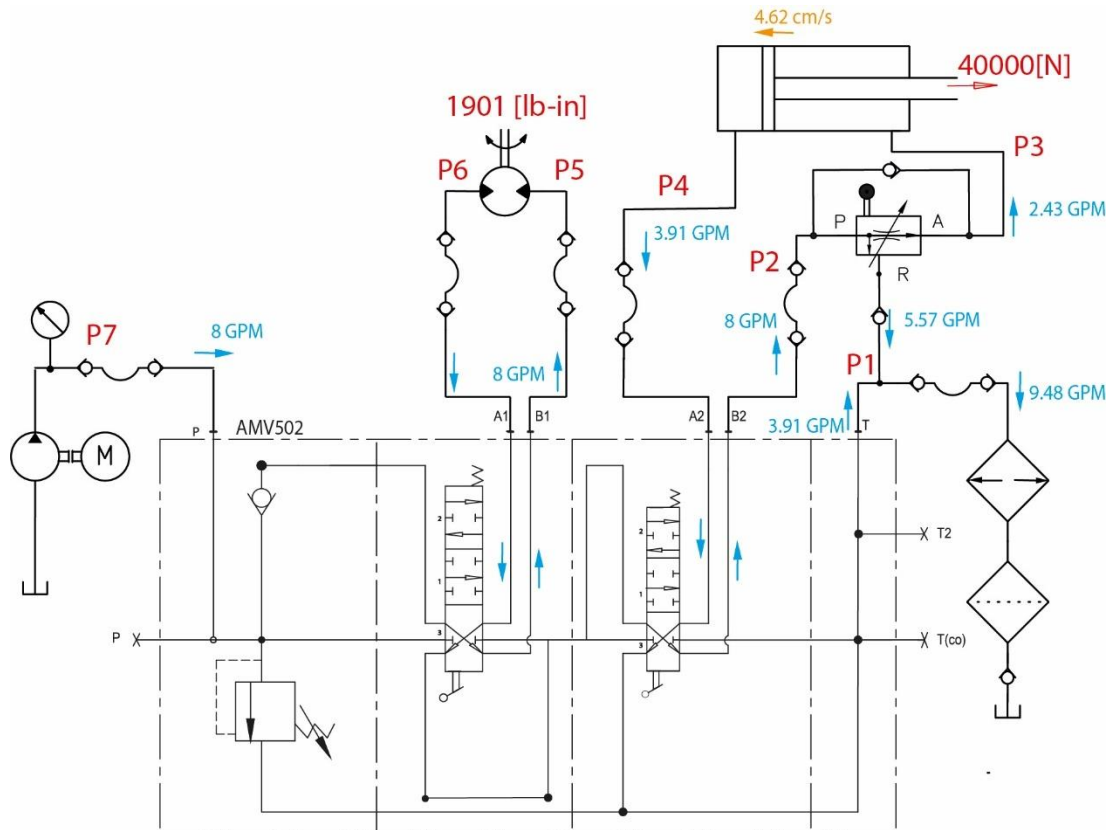 4.62 cm/s
40000[N]
1901 [lb-in]
P6
P5
P4
P3
P
A
2.43 GPM
3.91 GPM
P2
R
P7
8 GPM
8 GPM
5.57 GPM
8 GPM
P1
9.48 GPM
P
AMV502
A1
B1
A2
B2
3.91 GPM
T
M
2
2
T2
1
1
P
3
3
T(co)